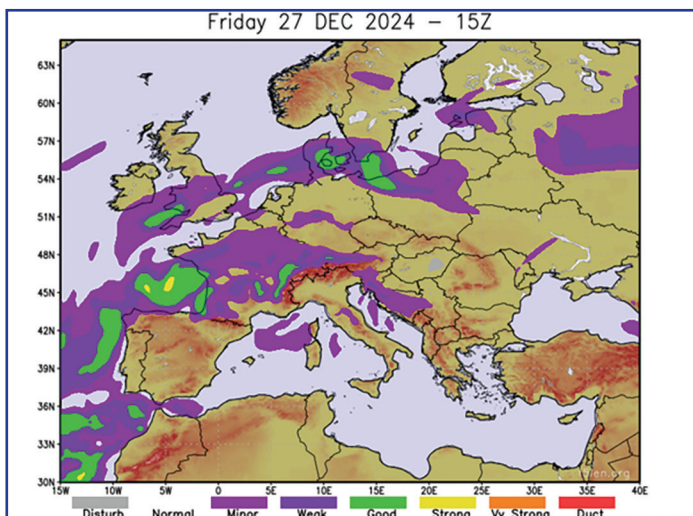 Friday 27 DEC 2024 – 15Z
63N
60N
57N
54N
51N
48N
45N
42N
39N
36N
33N
30N
15W 10W 5W 0 5E 10E 15E 20E 25E 30E 35E 40E
Disturb Normal Minor Weak Good Strong Vy Strong Duct